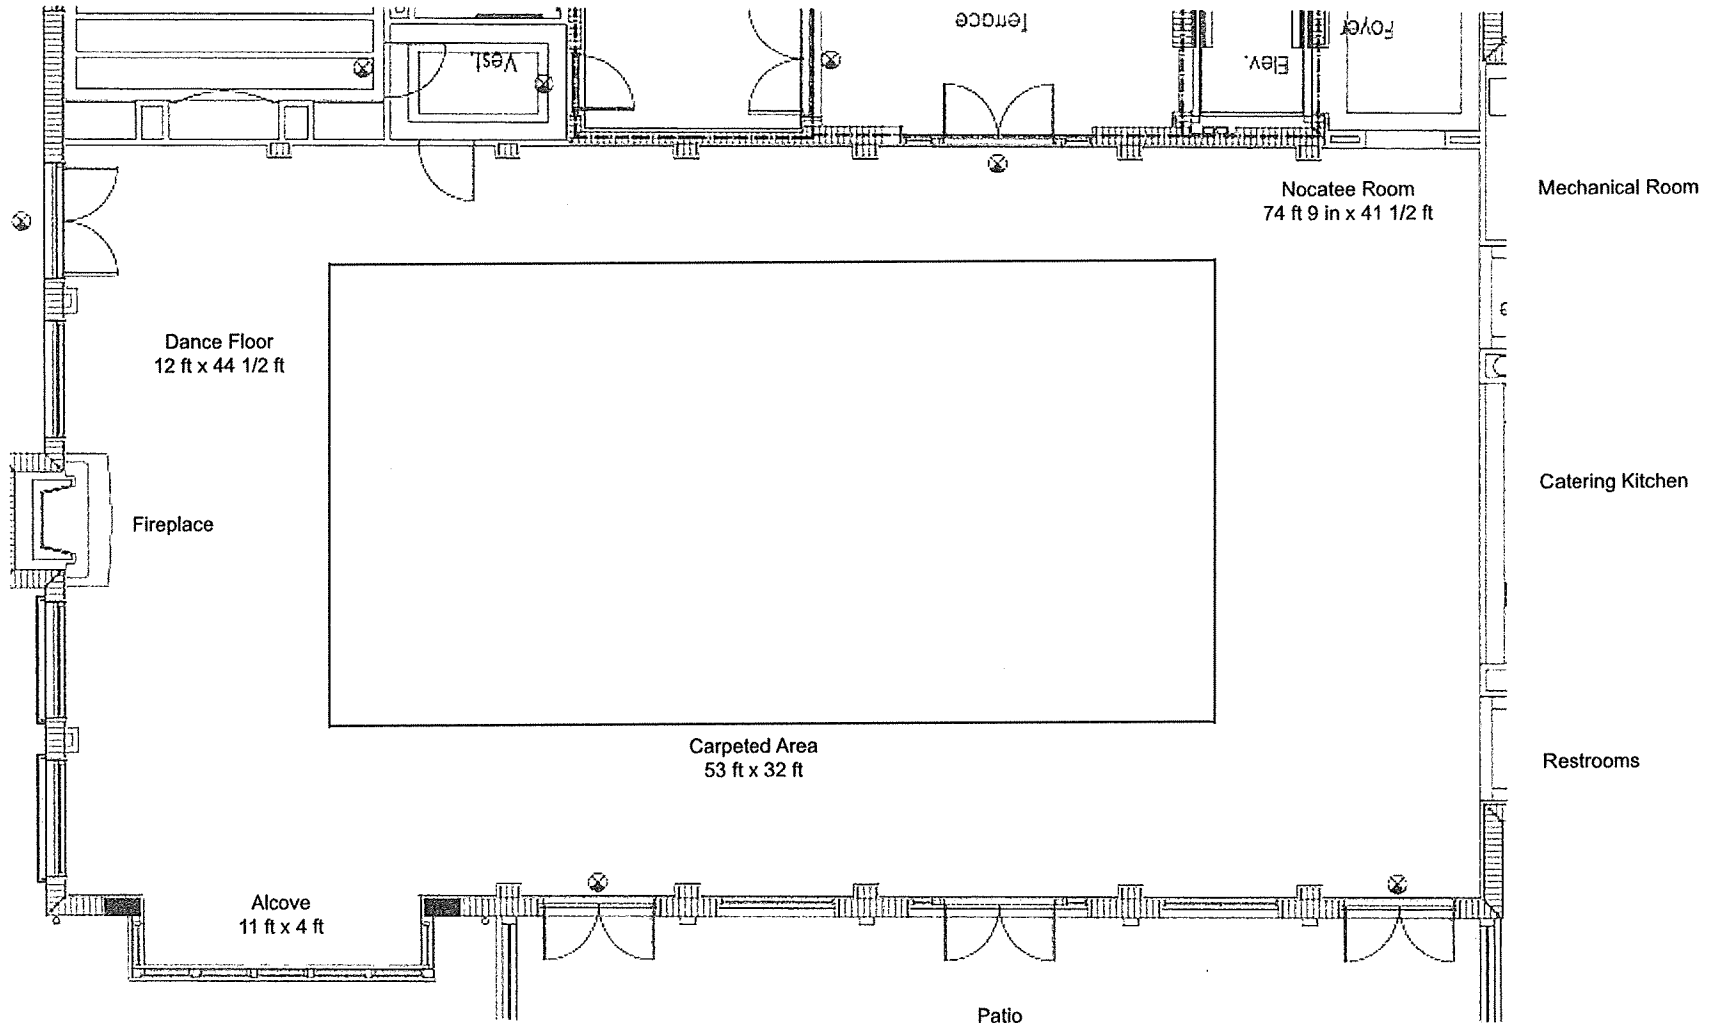 Terrace
Foyer
Vest.
Elev.
Nocatee Room
74 ft 9 in x 41 1/2 ft
Mechanical Room
Dance Floor
12 ft x 44 1/2 ft
Catering Kitchen
Fireplace
Carpeted Area
53 ft x 32 ft
Restrooms
Alcove
11 ft x 4 ft
Patio